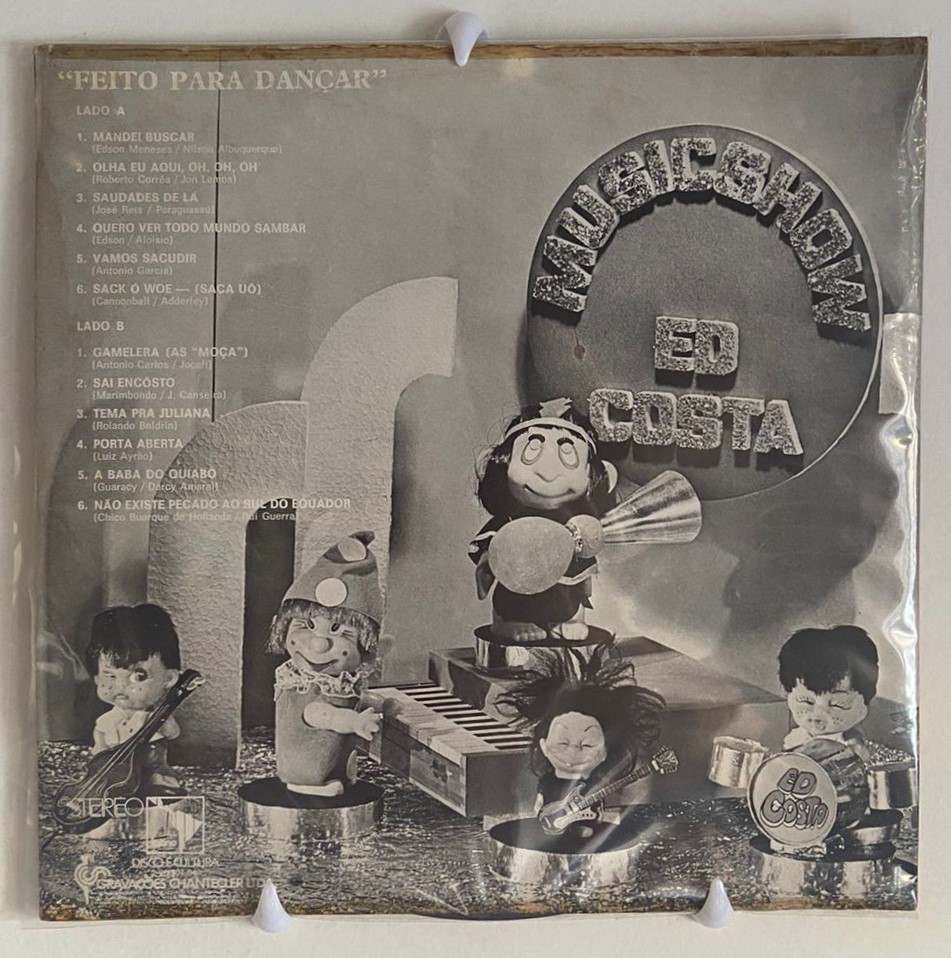 "FEITO PARA DANÇAR"
LADO A
1. MANDEI BUSCAR
(Edson Meneses / Nilson Albuquerque)
2. OLHA EU AQUI, OH, OH, OH
(Roberto Corrêa / Jon Lemos)
3. SAUDADES DE LÁ
(José Reis / Paraguassú)
4. QUERO VER TODO MUNDO SAMBAR
(Edson / Aloisio)
5. VAMOS SACUDIR
(Antonio Garcia)
6. SACK Ó WOE — (SACA UÓ)
(Cannonball / Adderley)
LADO B
1. GAMELERA (AS "MOÇA")
(Antonio Carlos / Jocafi)
2. SAI ENCÓSTO
(Marimbondo / J. Canseira)
3. TEMA PRA JULIANA
(Rolando Boldrin)
4. PORTA ABERTA
(Luiz Ayrão)
5. A BABA DO QUIABO
(Guaracy / Darcy Amaral)
6. NÃO EXISTE PECADO AO SUL DO EQUADOR
(Chico Buarque de Hollanda / Rui Guerra)
MUSICSHOW
ED
COSTA
ED
COSTA
STEREO
DISCO É CULTURA
GRAVAÇÕES CHANTECLER LTDA